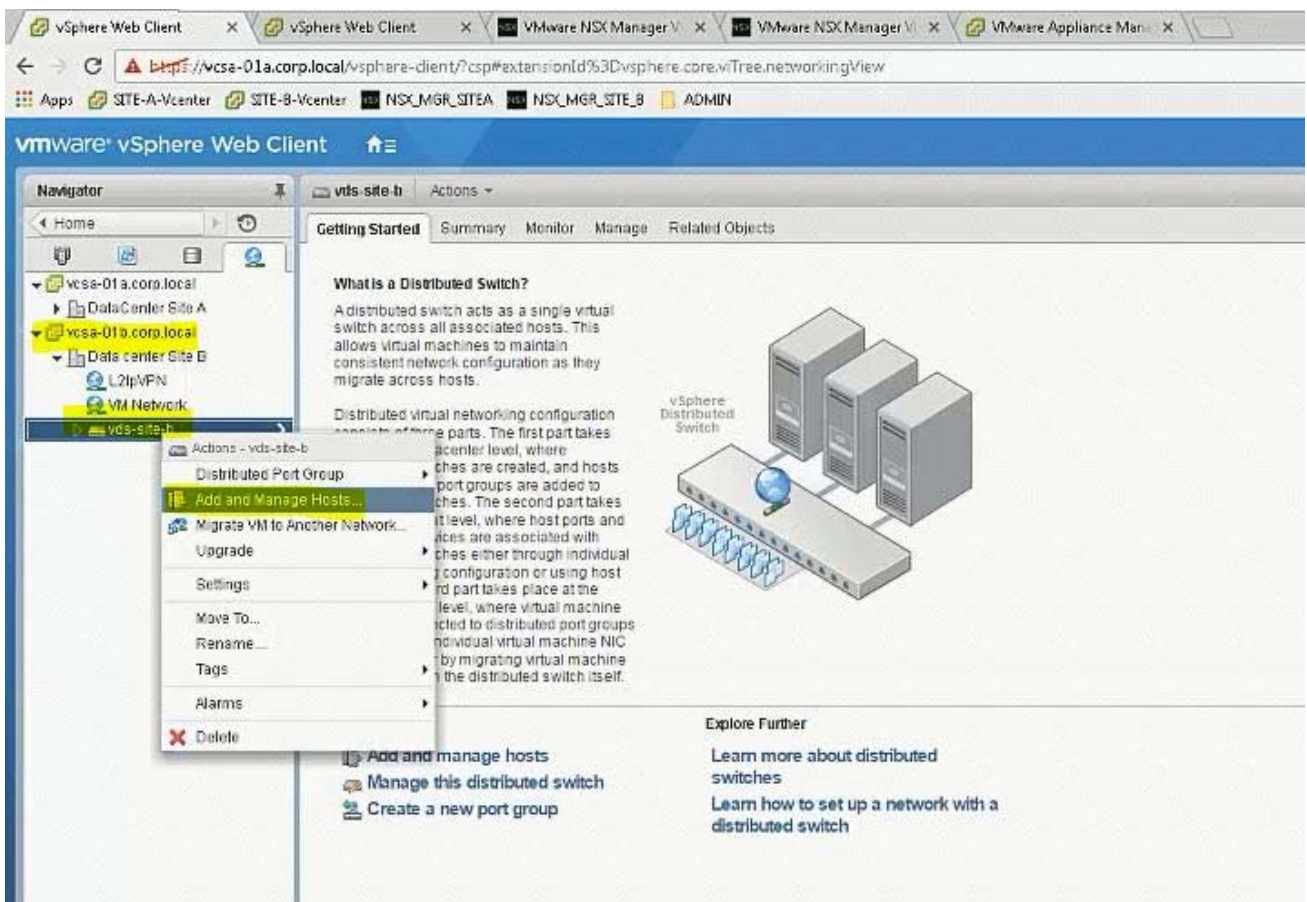 vSphere Web Client
vSphere Web Client
VMware NSX Manager V
VMware NSX Manager Vi
VMware Appliance Man
https://vcsa-01a.corp.local/vsphere-client/?csp#extensionId%3Dvsphere.core.viTree.networkingView
Apps
SITE-A-Vcenter
SITE-B-Vcenter
NSX_MGR_SITEA
NSX_MGR_SITE_B
ADMIN
vmware® vSphere Web Client
Navigator
Home
vcsa-01a.corp.local
DataCenter Site A
vcsa-01b.corp.local
Data center Site B
L2IpVPN
VM Network
vds-site-b
Actions - vds-site-b
Distributed Port Group
Add and Manage Hosts...
Migrate VM to Another Network...
Upgrade
Settings
Move To...
Rename...
Tags
Alarms
Delete
vds-site-b
Actions
Getting Started
Summary
Monitor
Manage
Related Objects
What is a Distributed Switch?
A distributed switch acts as a single virtual
switch across all associated hosts. This
allows virtual machines to maintain
consistent network configuration as they
migrate across hosts.
Distributed virtual networking configuration
consists of three parts. The first part takes
acenter level, where
ches are created, and hosts
port groups are added to
ches. The second part takes
t level, where host ports and
vices are associated with
ches either through individual
configuration or using host
rd part takes place at the
level, where virtual machine
cted to distributed port groups
ndividual virtual machine NIC
by migrating virtual machine
the distributed switch itself.
vSphere
Distributed
Switch
Add and manage hosts
Manage this distributed switch
Create a new port group
Explore Further
Learn more about distributed
switches
Learn how to set up a network with a
distributed switch